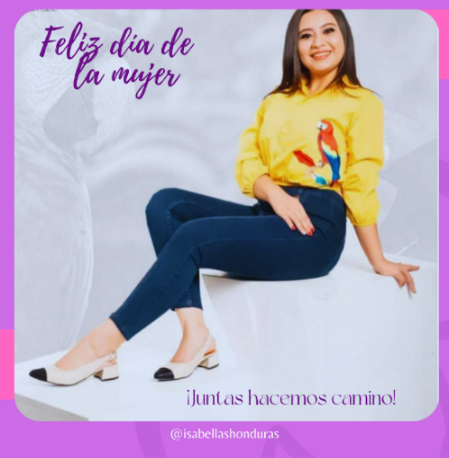 Feliz día de
la mujer
¡Juntas hacemos camino!
@isabellashonduras